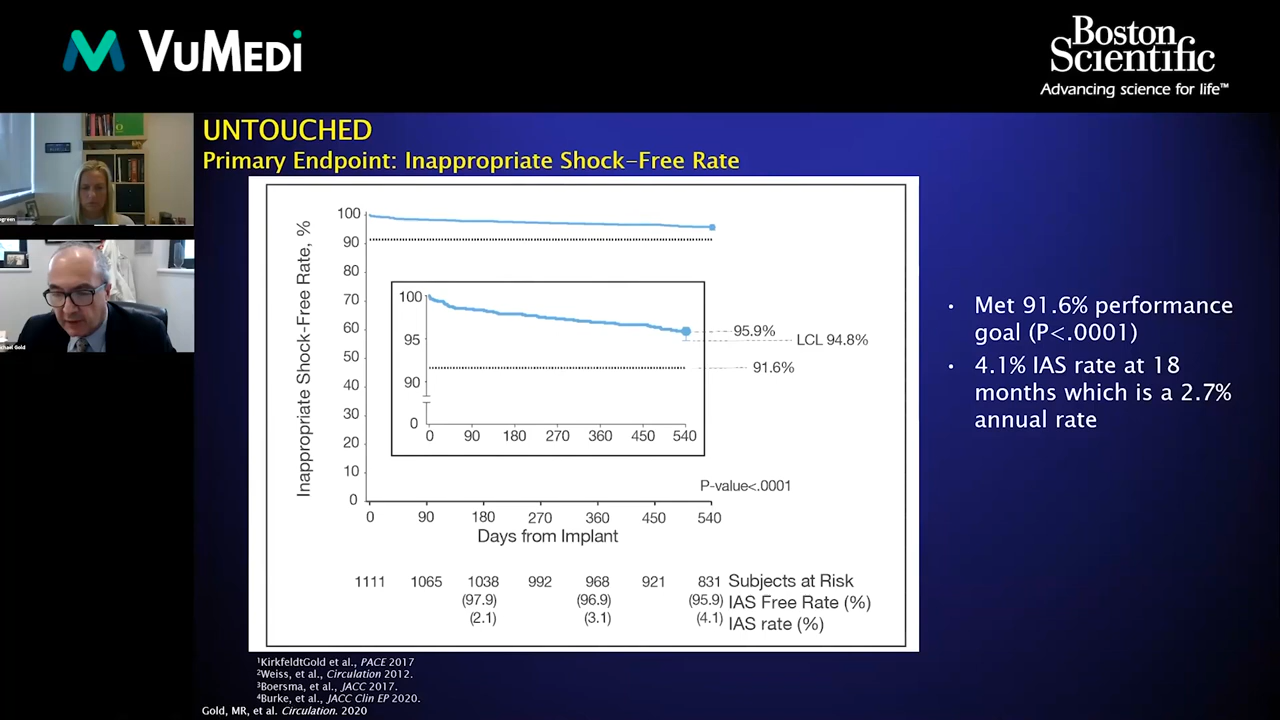 VUMEDI
Boston
Scientific
Advancing science for life™
UNTOUCHED
Primary Endpoint: Inappropriate Shock-Free Rate
Inappropriate Shock-Free Rate, %
100
90
80
70
60
50
40
30
20
10
0
100
95
90
0
0 90 180 270 360 450 540
95.9%
LCL 94.8%
91.6%
P-value<.0001
0 90 180 270 360 450 540
Days from Implant
1111 1065 1038 992 968 921 831 Subjects at Risk
(97.9) (96.9) (95.9) IAS Free Rate (%)
(2.1) (3.1) (4.1) IAS rate (%)
• Met 91.6% performance
goal (P<.0001)
• 4.1% IAS rate at 18
months which is a 2.7%
annual rate
¹KirkfeldtGold et al., PACE 2017
²Weiss, et al., Circulation 2012.
³Boersma, et al., JACC 2017.
⁴Burke, et al., JACC Clin EP 2020.
Gold, MR, et al. Circulation. 2020